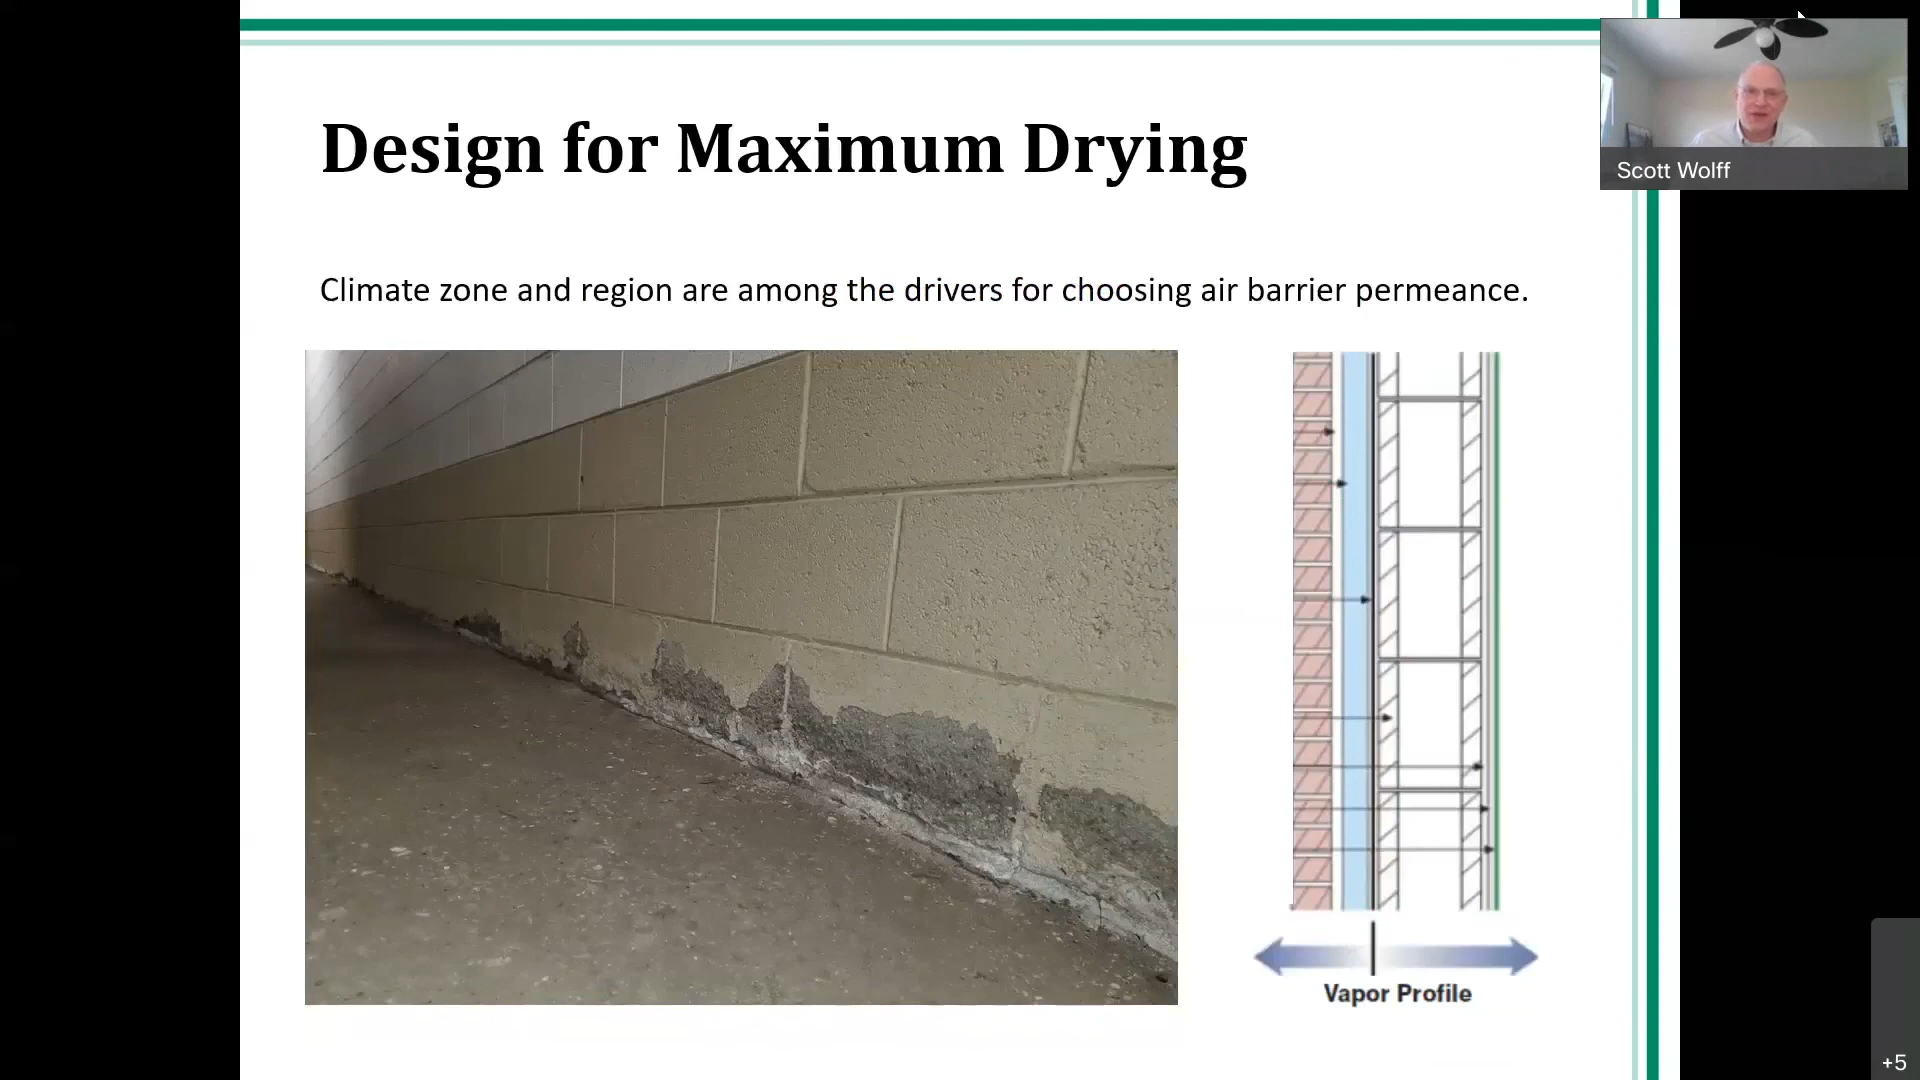 Design for Maximum Drying
Scott Wolff
Climate zone and region are among the drivers for choosing air barrier permeance.
Vapor Profile
+5